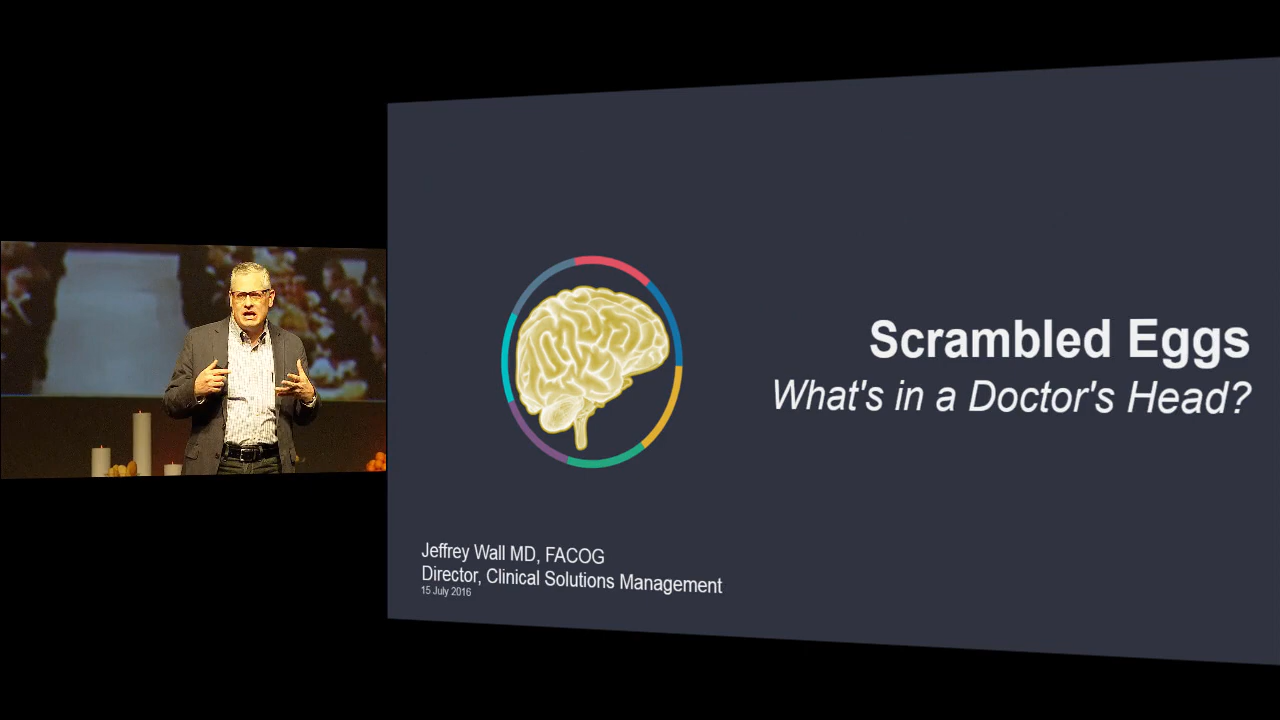 Scrambled Eggs
What's in a Doctor's Head?
Jeffrey Wall MD, FACOG
Director, Clinical Solutions Management
15 July 2016